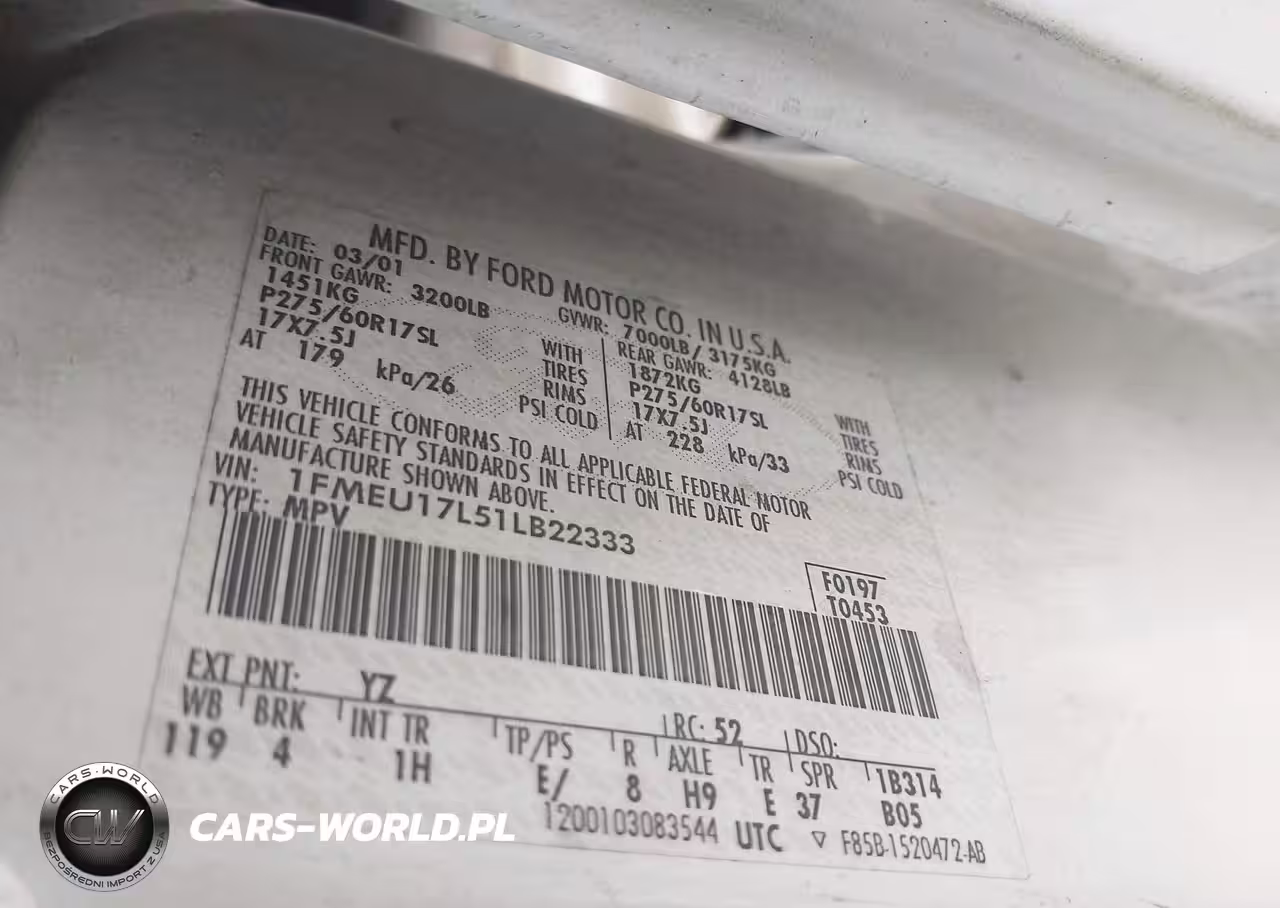 MFD. BY FORD MOTOR CO. IN U.S.A.
DATE: 03/01 GVWR: 7000LB/ 3175KG
FRONT GAWR: 3200LB REAR GAWR: 4128LB
1451KG WITH 1872KG WITH
P275/60R17SL TIRES P275/60R17SL TIRES
17X7.5J RIMS 17X7.5J RIMS
AT 179 kPa/26 PSI COLD AT 228 kPa/33 PSI COLD
THIS VEHICLE CONFORMS TO ALL APPLICABLE FEDERAL MOTOR
VEHICLE SAFETY STANDARDS IN EFFECT ON THE DATE OF
MANUFACTURE SHOWN ABOVE.
VIN: 1FMEU17L51LB22333
TYPE: MPV
F0197
T0453
EXT PNT: YZ RC: 52 DSO:
WB BRK INT TR TP/PS R AXLE TR SPR 1B314
119 4 1H E/ 8 H9 E 37 B05
1200103083544 UTC ▽ F85B-1520472-AB
CARS-WORLD
CW
BEZPOŚREDNI IMPORT Z USA
CARS-WORLD.PL